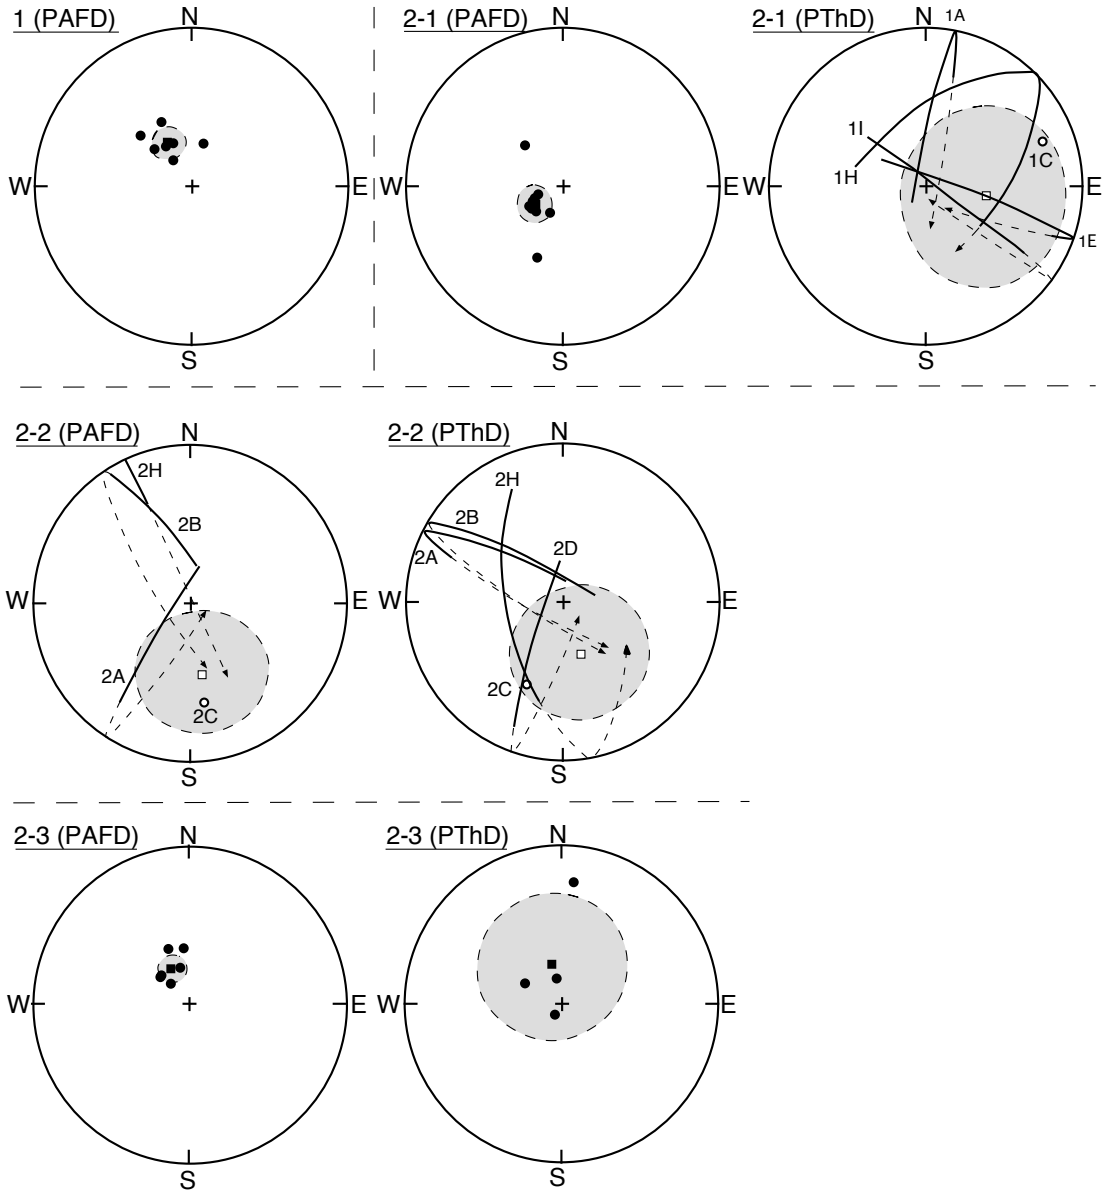 1 (PAFD)
N
W
E
S
2-1 (PAFD)
N
W
E
S
2-1 (PThD)
N
1A
1I
1H
1C
1E
W
E
S
2-2 (PAFD)
N
2H
2B
2A
2C
W
E
S
2-2 (PThD)
N
2H
2B
2A
2D
2C
W
E
S
2-3 (PAFD)
N
W
E
S
2-3 (PThD)
N
W
E
S